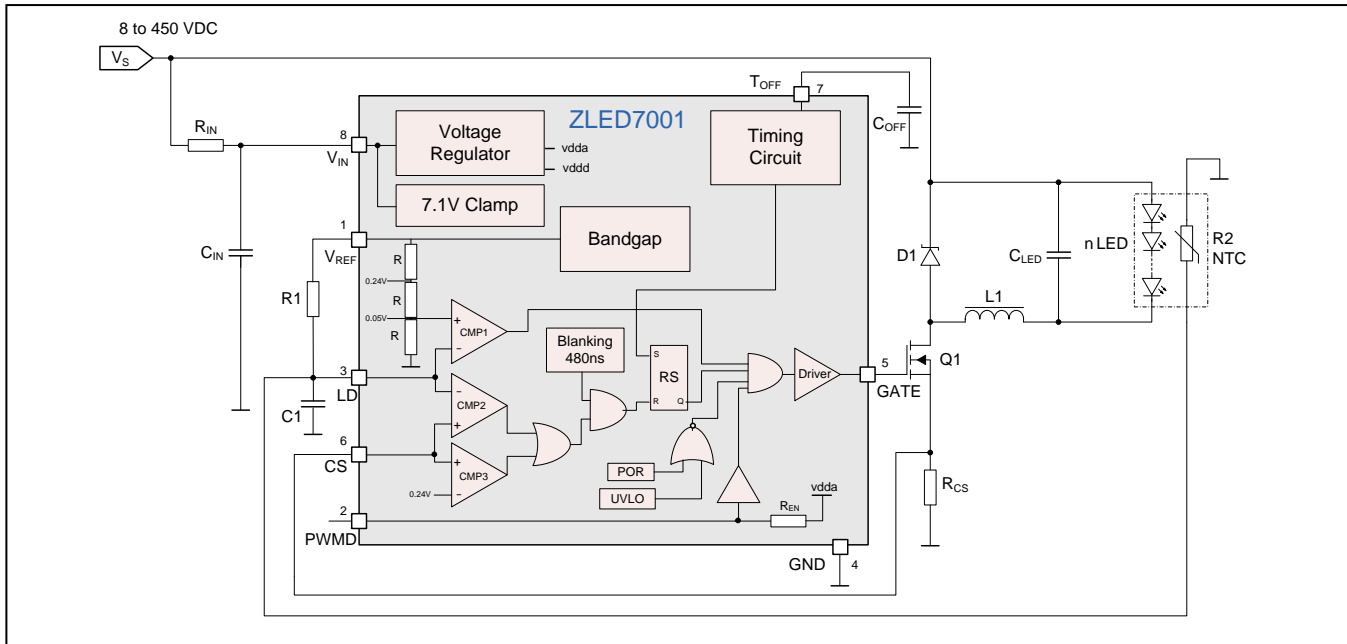 8 to 450 VDC
VS
TOFF
7
ZLED7001
COFF
RIN
8
VIN
Voltage
Regulator
vdda
vddd
Timing
Circuit
7.1V Clamp
1
VREF
Bandgap
CIN
R
0.24V
R
0.05V
R
R1
+
CMP1
-
D1
CLED
n LED
R2
NTC
L1
Blanking
480ns
S
RS
R
Q
Driver
5
GATE
Q1
3
LD
C1
-
CMP2
+
6
CS
+
CMP3
0.24V
-
POR
UVLO
vdda
REN
RCS
2
PWMD
GND
4